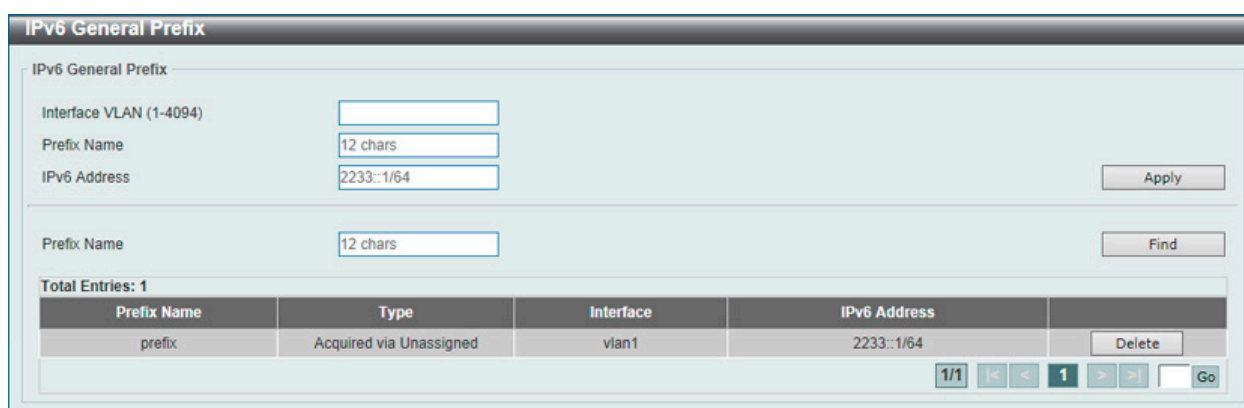 IPv6 General Prefix
IPv6 General Prefix
Interface VLAN (1-4094)
Prefix Name 12 chars
IPv6 Address 2233::1/64 Apply
Prefix Name 12 chars Find
Total Entries: 1
Prefix Name Type Interface IPv6 Address
prefix Acquired via Unassigned vlan1 2233::1/64 Delete
1/1 |< < 1 > >| Go